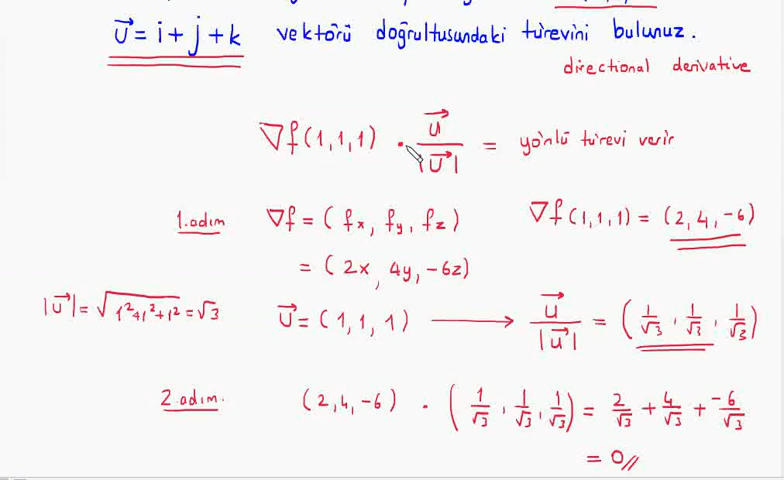 U = i + j + k vektörü doğrultusundaki türevini bulunuz.
directional derivative
∇f(1,1,1) · u⃗/|u⃗| = yönlü türevi verir
1.adım ∇f = (fx, fy, fz) ∇f(1,1,1) = (2,4,-6)
= (2x, 4y, -6z)
|u⃗| = √(1²+1²+1²) = √3 u⃗ = (1,1,1) → u⃗/|u⃗| = (1/√3, 1/√3, 1/√3)
2.adım. (2,4,-6) · (1/√3, 1/√3, 1/√3) = 2/√3 + 4/√3 + -6/√3
= 0//